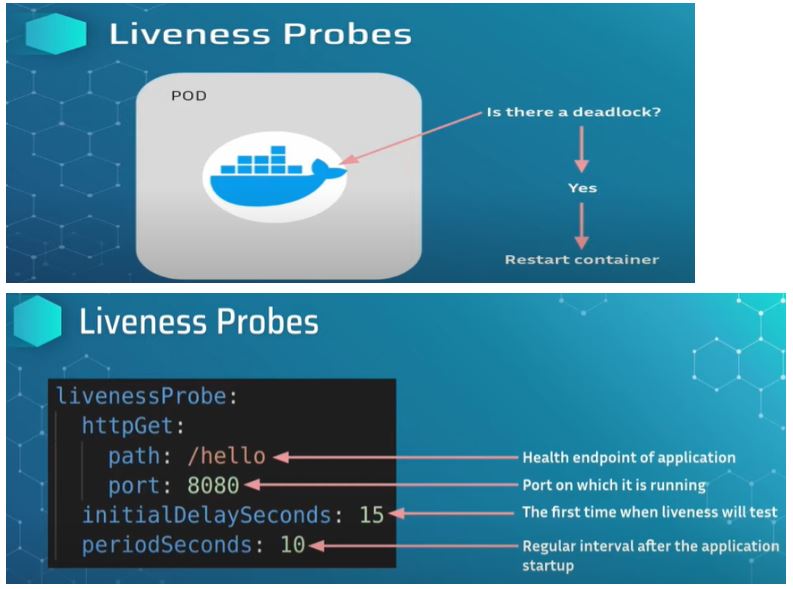 Liveness Probes
POD
Is there a deadlock?
Yes
Restart container
Liveness Probes
livenessProbe:
httpGet:
path: /hello
port: 8080
initialDelaySeconds: 15
periodSeconds: 10
Health endpoint of application
Port on which it is running
The first time when liveness will test
Regular interval after the application
startup